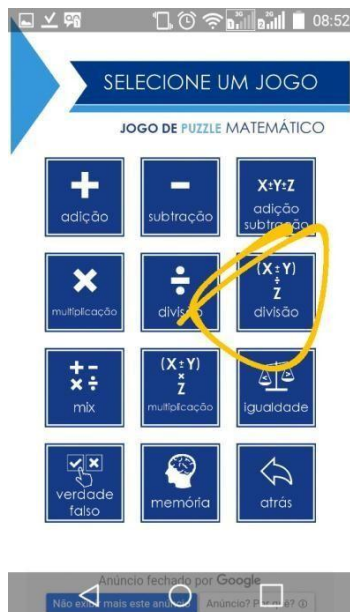 08:52
SELECIONE UM JOGO
JOGO DE PUZZLE MATEMÁTICO
+
adição
−
subtração
X±Y±Z
adição
subtração
×
multiplicação
÷
divisão
(X ± Y)
÷
Z
divisão
+ -
× ÷
mix
(X ± Y)
×
Z
multiplicação
igualdade
verdade
falso
memória
atrás
Anúncio fechado por Google
Não exibir mais este anúncio
Anúncio? Por quê?